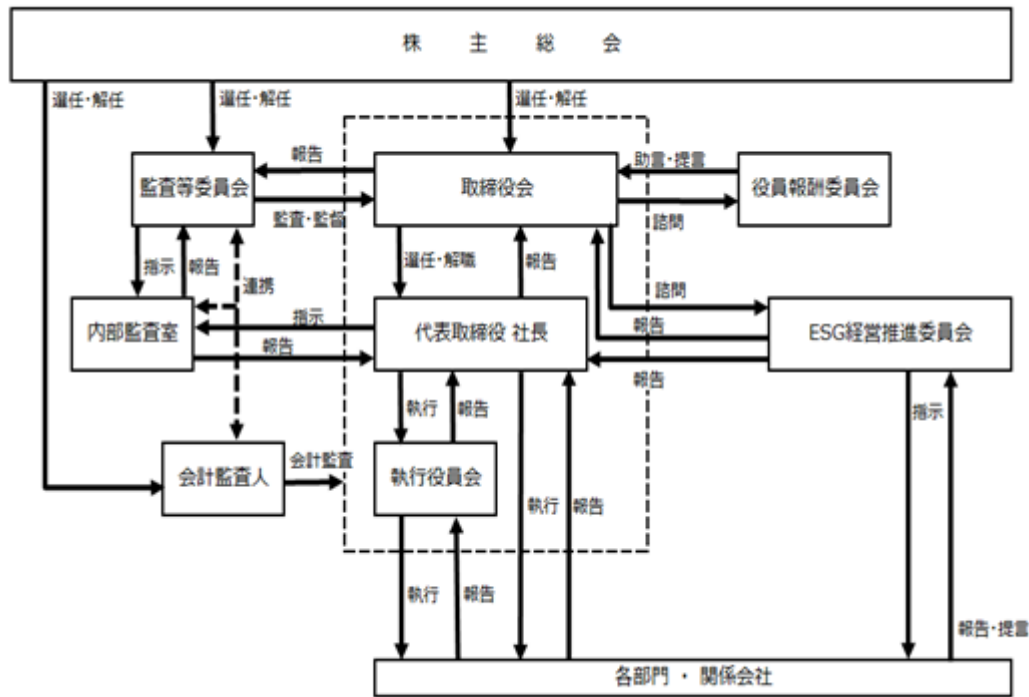 株 主 総 会
選任・解任
選任・解任
選任・解任
報告
助言・提言
監査等委員会
取締役会
役員報酬委員会
監査・監督
諮問
指示
報告
連携
選任・解職
報告
諮問
指示
内部監査室
代表取締役 社長
報告
ESG経営推進委員会
報告
報告
執行
報告
指示
会計監査人
会計監査
執行役員会
執行
報告
執行
報告
報告・提言
各部門 ・ 関係会社